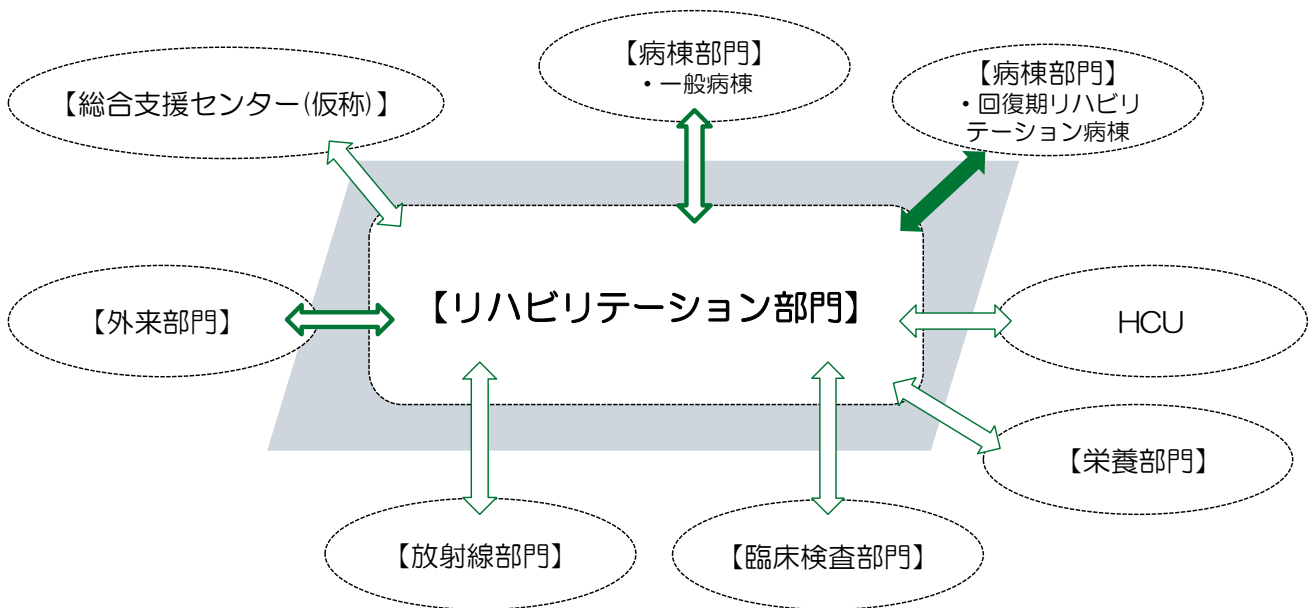 【病棟部門】
・一般病棟
【総合支援センター(仮称)】
【病棟部門】
・回復期リハビリ
テーション病棟
【外来部門】
【リハビリテーション部門】
HCU
【栄養部門】
【放射線部門】
【臨床検査部門】